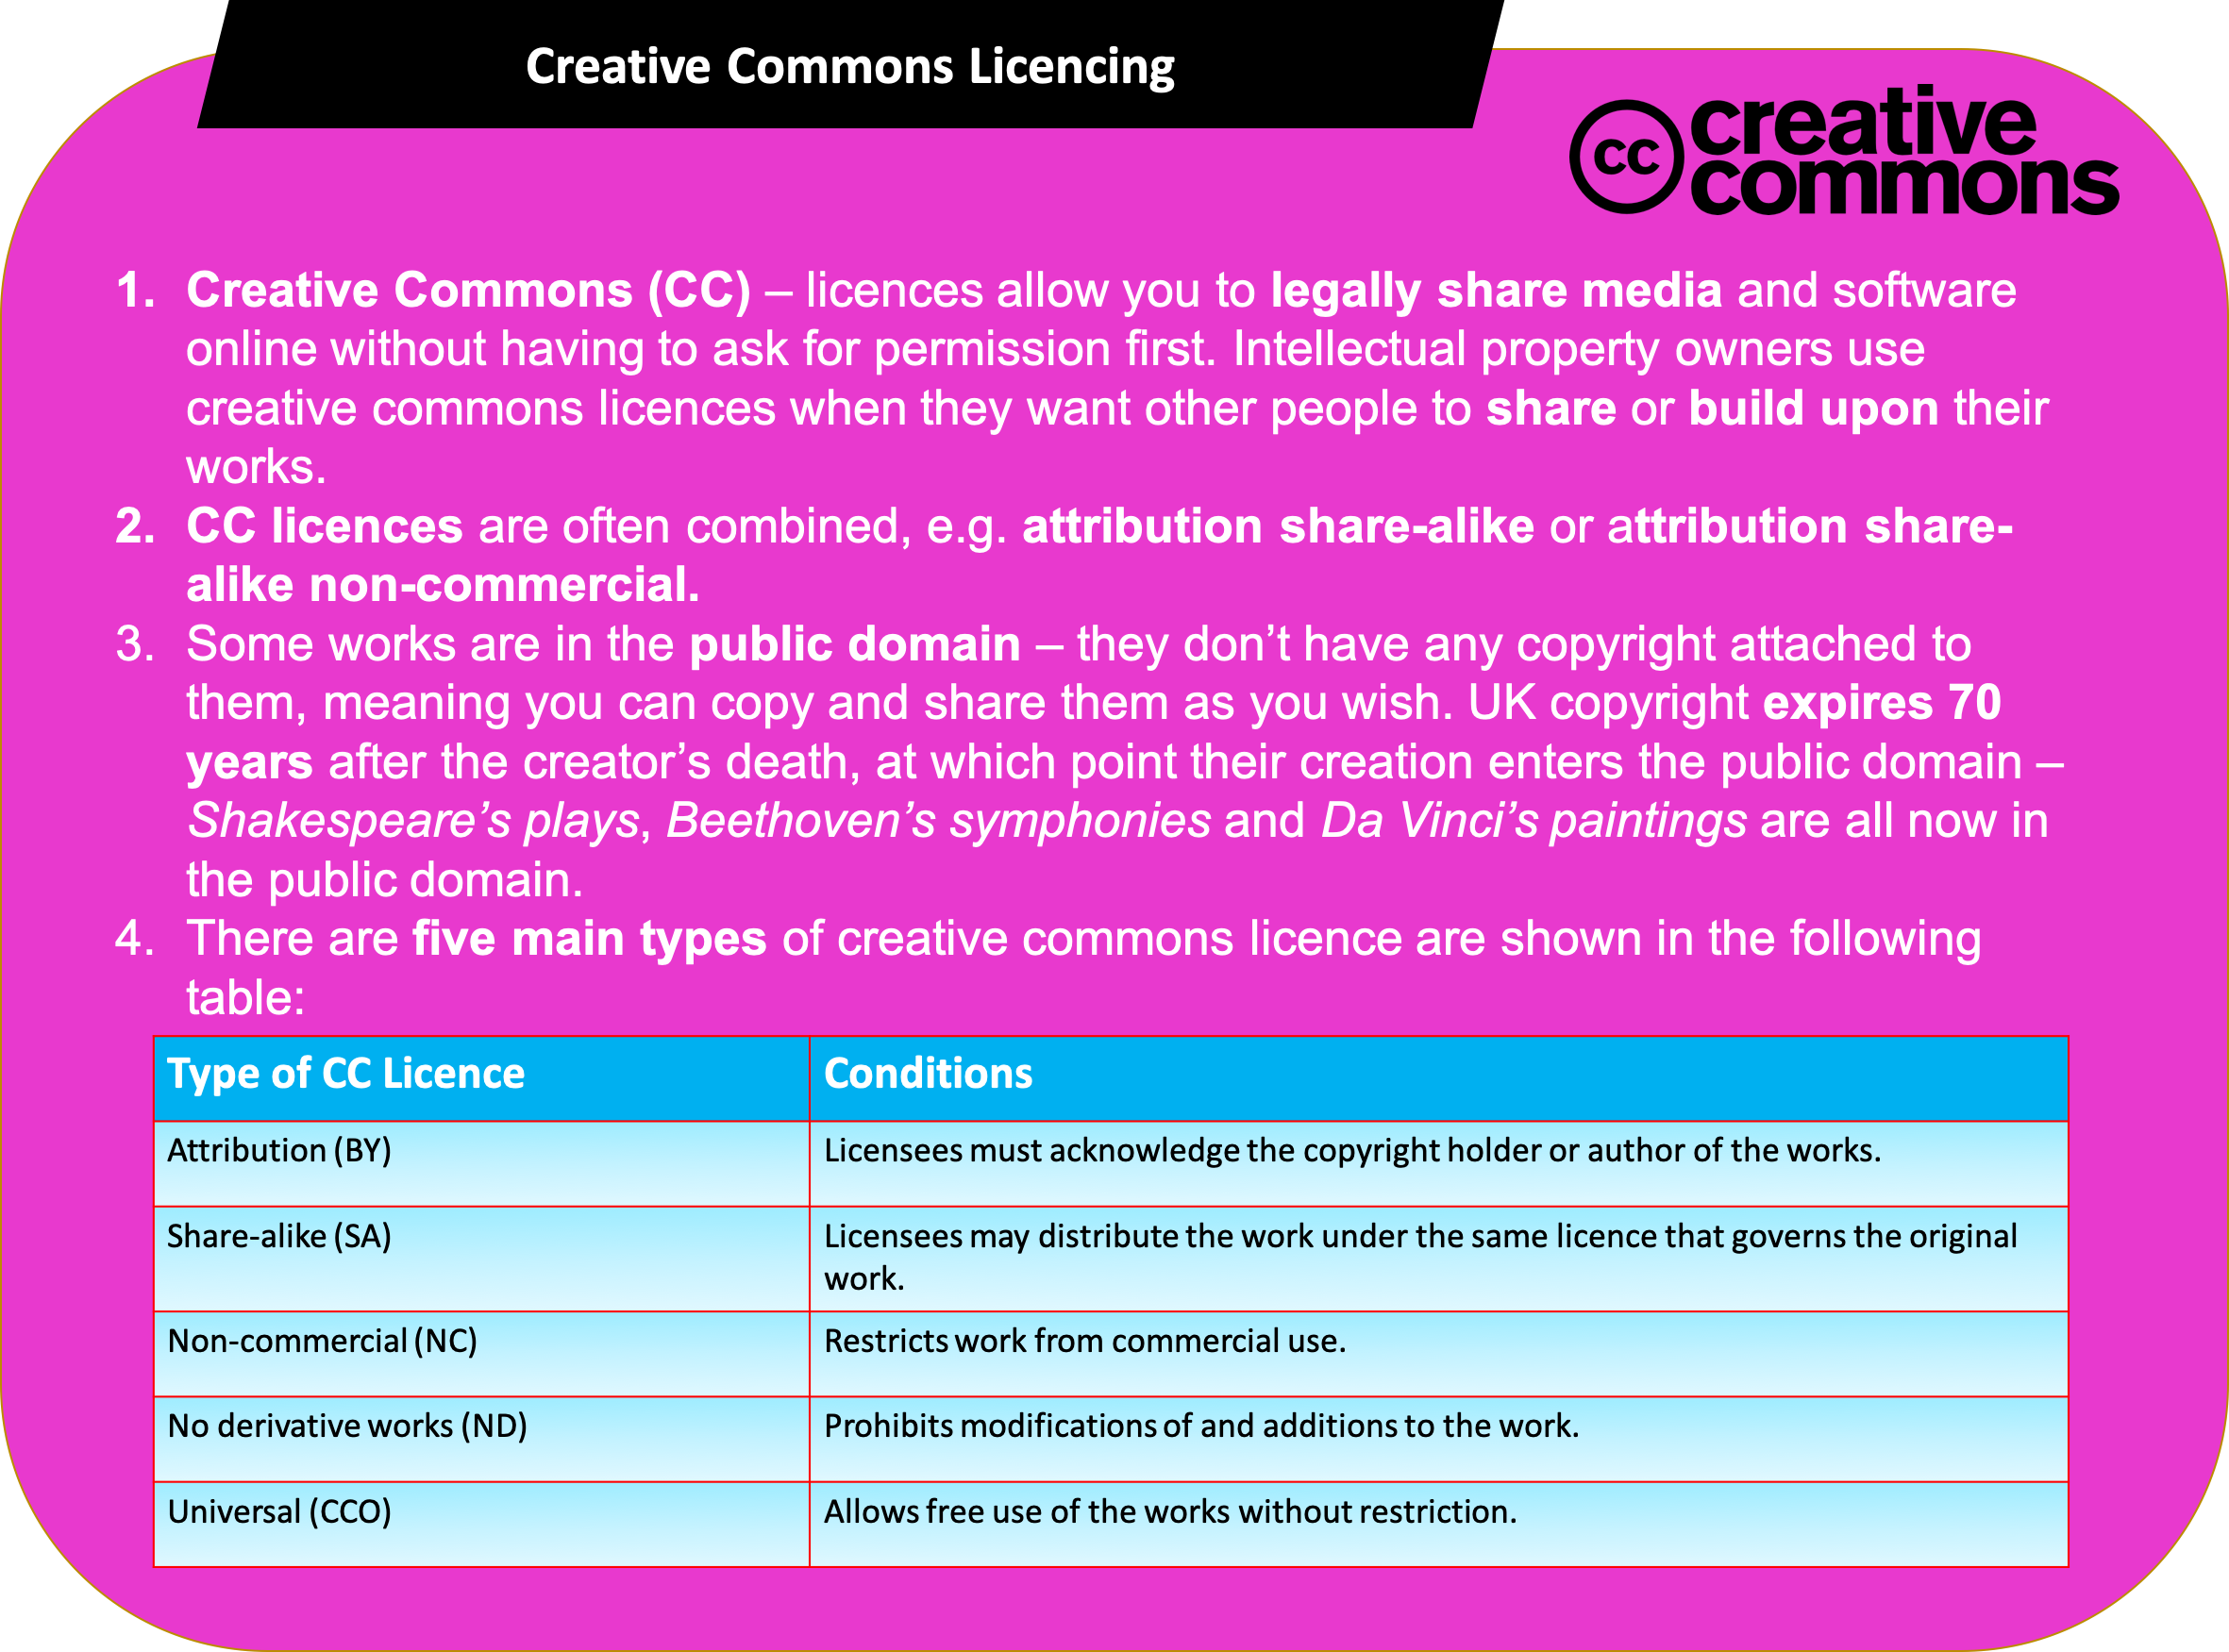 Creative Commons Licencing
cc creative
commons
1. Creative Commons (CC) – licences allow you to legally share media and software
online without having to ask for permission first. Intellectual property owners use
creative commons licences when they want other people to share or build upon their
works.
2. CC licences are often combined, e.g. attribution share-alike or attribution share-
alike non-commercial.
3. Some works are in the public domain – they don’t have any copyright attached to
them, meaning you can copy and share them as you wish. UK copyright expires 70
years after the creator’s death, at which point their creation enters the public domain –
Shakespeare’s plays, Beethoven’s symphonies and Da Vinci’s paintings are all now in
the public domain.
4. There are five main types of creative commons licence are shown in the following
table:
Type of CC Licence Conditions
Attribution (BY) Licensees must acknowledge the copyright holder or author of the works.
Share-alike (SA) Licensees may distribute the work under the same licence that governs the original
work.
Non-commercial (NC) Restricts work from commercial use.
No derivative works (ND) Prohibits modifications of and additions to the work.
Universal (CCO) Allows free use of the works without restriction.